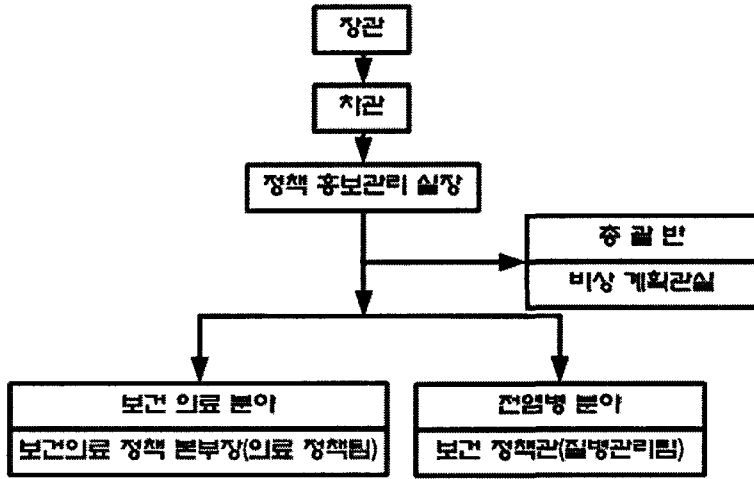 장관
차관
정책 홍보관리 실장
총 괄 반
비상 계획관실
보건 의료 분야
보건의료 정책 본부장(의료 정책팀)
전염병 분야
보건 정책관(질병관리팀)